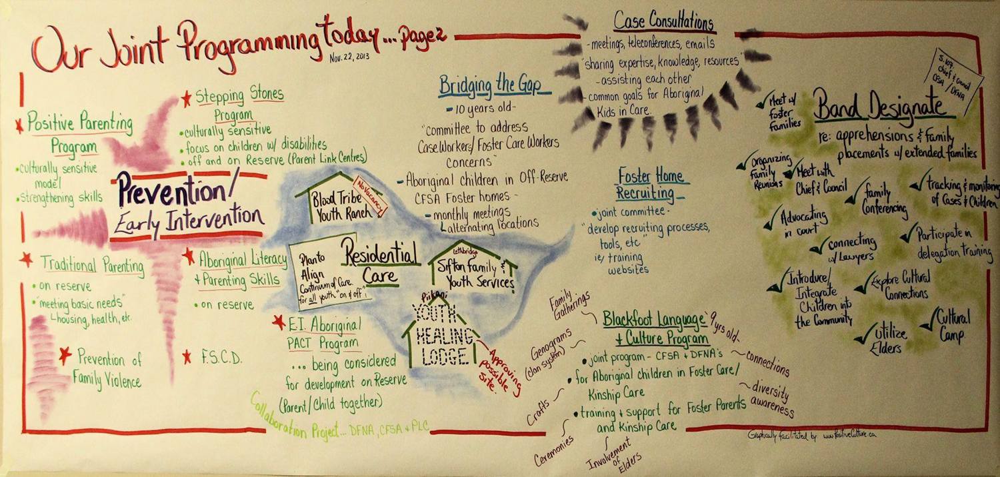 Our Joint Programming today... page 2
Nov. 22, 2013
Positive Parenting
Program
•culturally sensitive
model
•strengthening skills
Stepping Stones
Program
•culturally sensitive
•focus on children w/ disabilities
• off and on Reserve (Parent Link Centres)
Prevention/
Early Intervention
Traditional Parenting
• on reserve
• "meeting basic needs"
housing, health, etc.
Aboriginal Literacy
+ Parenting Skills
• on reserve
Prevention of
Family Violence
F.S.C.D.
E.I. Aboriginal
PACT Program
... being considered
for development on Reserve
(Parent/Child together)
Collaboration Project... DFNA, CFSA + PLC
Blood Tribe
Youth Ranch
No Vacancy
Plan to
Align
Continuum of Care.
for all youth "on & off".
Residential
Care
Lethbridge
Sifton Family &
Youth Services
Piikani
YOUTH
HEALING
LODGE
Approving
possible
site.
Bridging the Gap
- 10 years old-
"committee to address
Case Workers/Foster Care Workers
concerns"
- Aboriginal children in Off-Reserve
CFSA Foster homes.-
- monthly meetings
alternating locations
Case Consultations
-meetings, teleconferences, emails
"sharing expertise, knowledge, resources"
-assisting each other
-common goals for Aboriginal
Kids in Care.
Foster Home
Recruiting
•joint committee.
"develop recruiting processes,
tools, etc"
ie/ training
websites
Blackfoot Language
+ Culture Program
9 yrs old-
• joint program - CFSA + DFNA's
• for Aboriginal children in Foster Care/
Kinship Care
• training + support for Foster Parents
and Kinship Care
Family
Gatherings
Genograms
(clan system)
Crafts
Ceremonies
Involvement
of
Elders
connections
diversity
awareness
S.107.
chief & council
CFSA / DFNA
Band Designate
re: apprehensions & family
placements w/ extended families
✓Meet w/
foster
families
✓Organizing
Family
Reunions
✓Meet with
Chief & Council
✓family
Conferencing
✓tracking & monitoring
of Cases & Children
✓Advocating
in court
✓connecting
w/ Lawyers
✓Participate in
delegation training
✓Introduce/
Integrate
Children into
the Community
✓Explore Cultural
Connections
✓Utilize
Elders
✓Cultural
Camp
Graphically facilitated by: www.PositiveCulture.ca